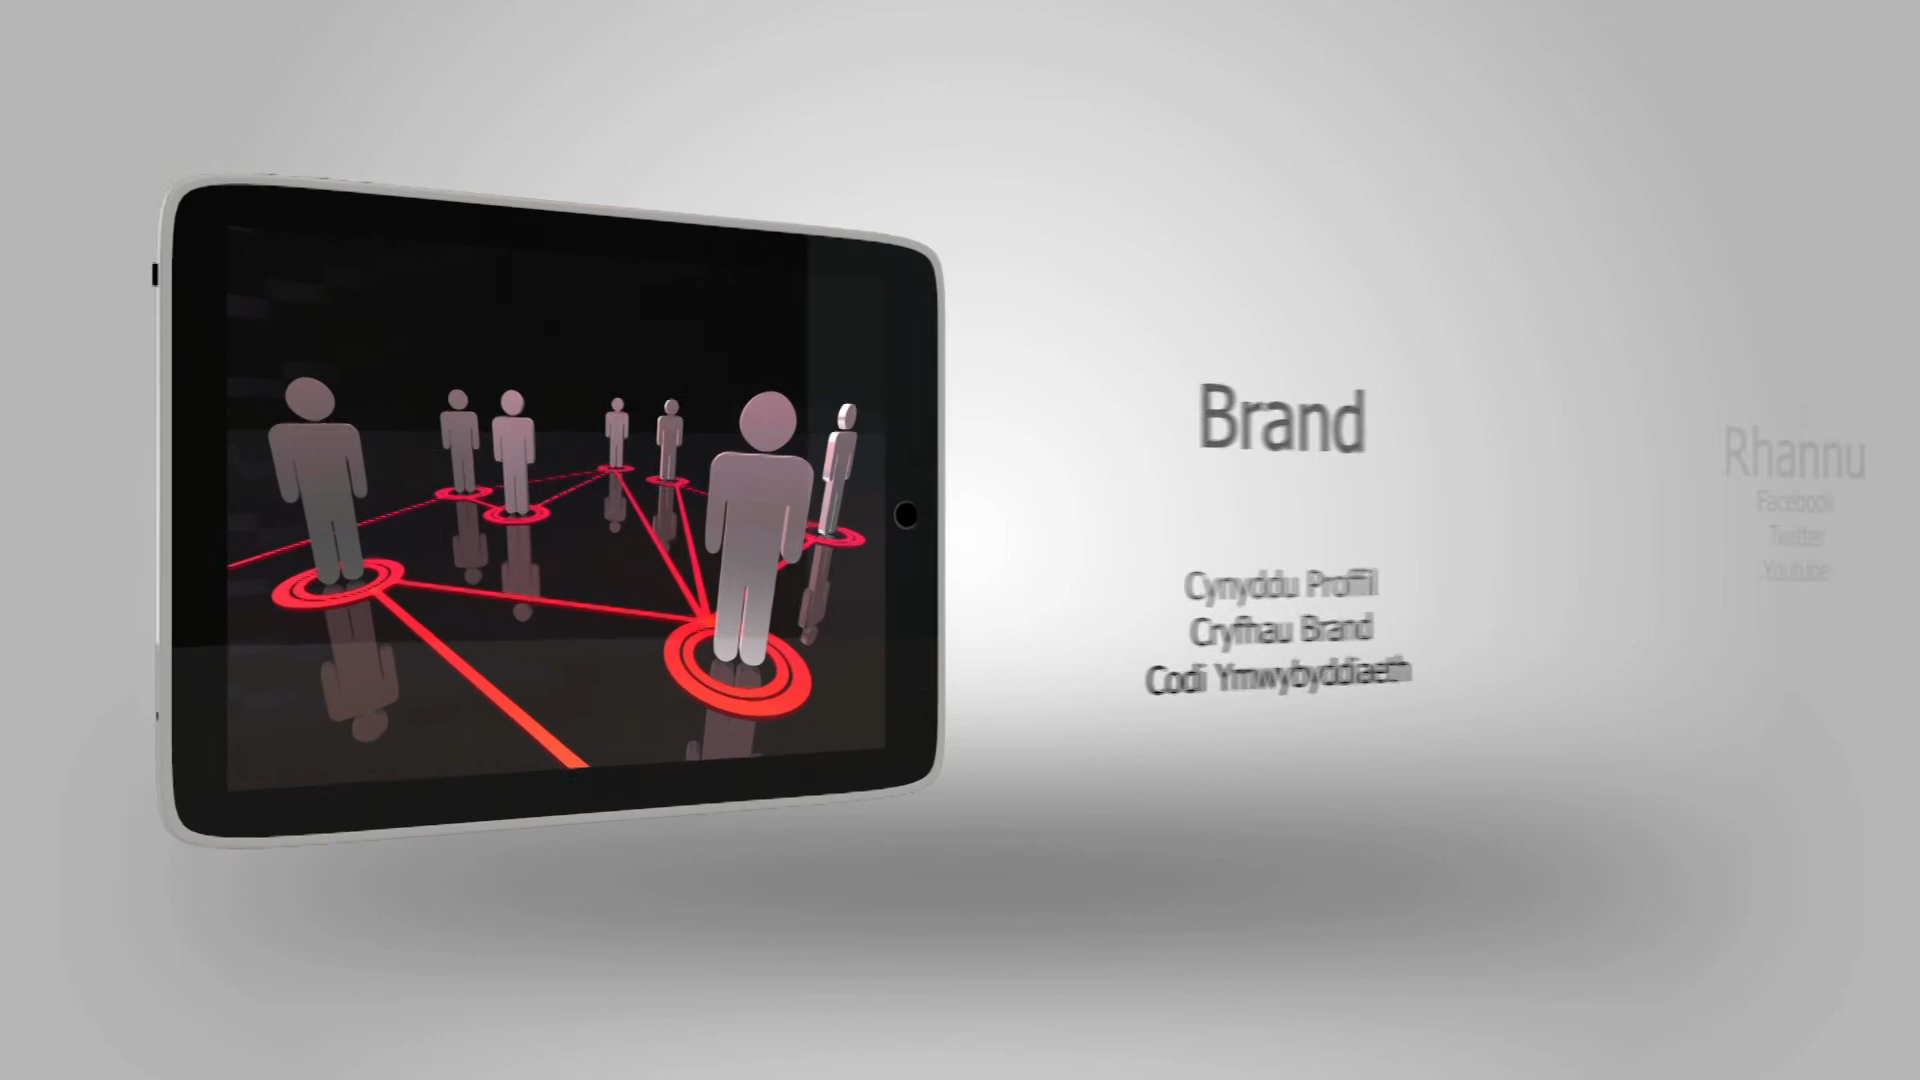 Brand
Cynyddu Proffil
Cryfhau Brand
Codi Ymwybyddiaeth
Rhannu
Facebook
Twitter
Youtube